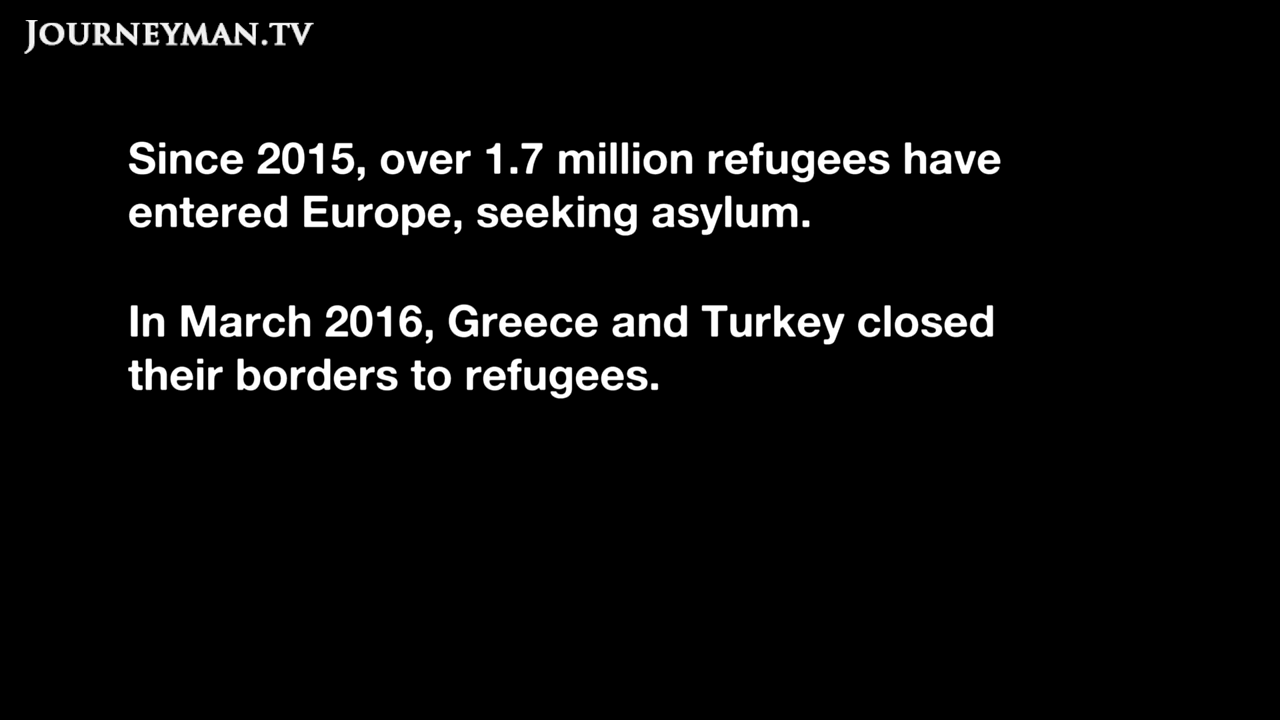 JOURNEYMAN.TV
Since 2015, over 1.7 million refugees have
entered Europe, seeking asylum.
In March 2016, Greece and Turkey closed
their borders to refugees.